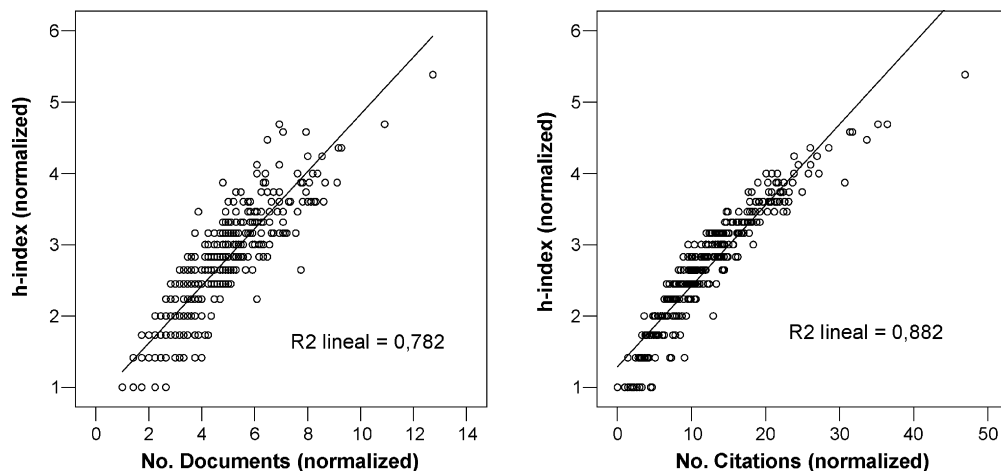 6
5
4
3
2
1
h-index (normalized)
R2 lineal = 0,782
0 2 4 6 8 10 12 14
No. Documents (normalized)
6
5
4
3
2
1
h-index (normalized)
R2 lineal = 0,882
0 10 20 30 40 50
No. Citations (normalized)